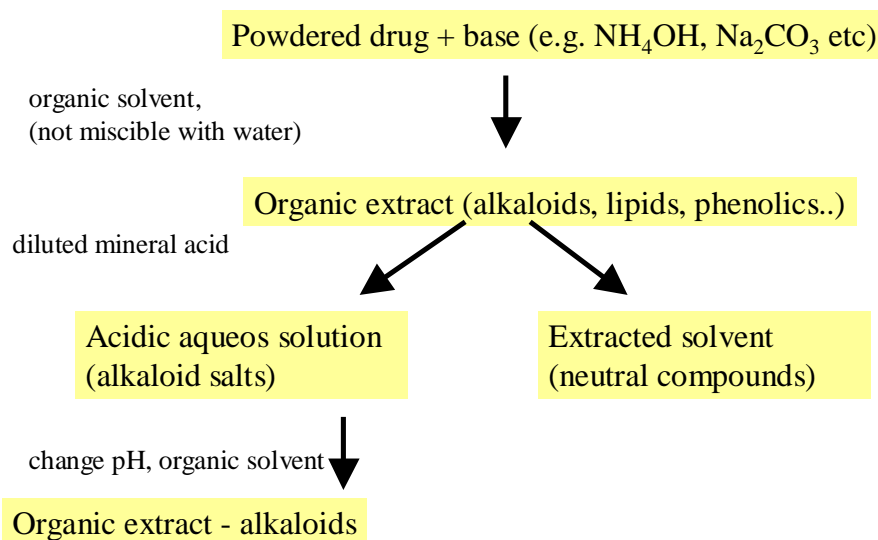 Powdered drug + base (e.g. NH₄OH, Na₂CO₃ etc)
organic solvent,
(not miscible with water)
Organic extract (alkaloids, lipids, phenolics..)
diluted mineral acid
Acidic aqueos solution
(alkaloid salts)
Extracted solvent
(neutral compounds)
change pH, organic solvent
Organic extract - alkaloids